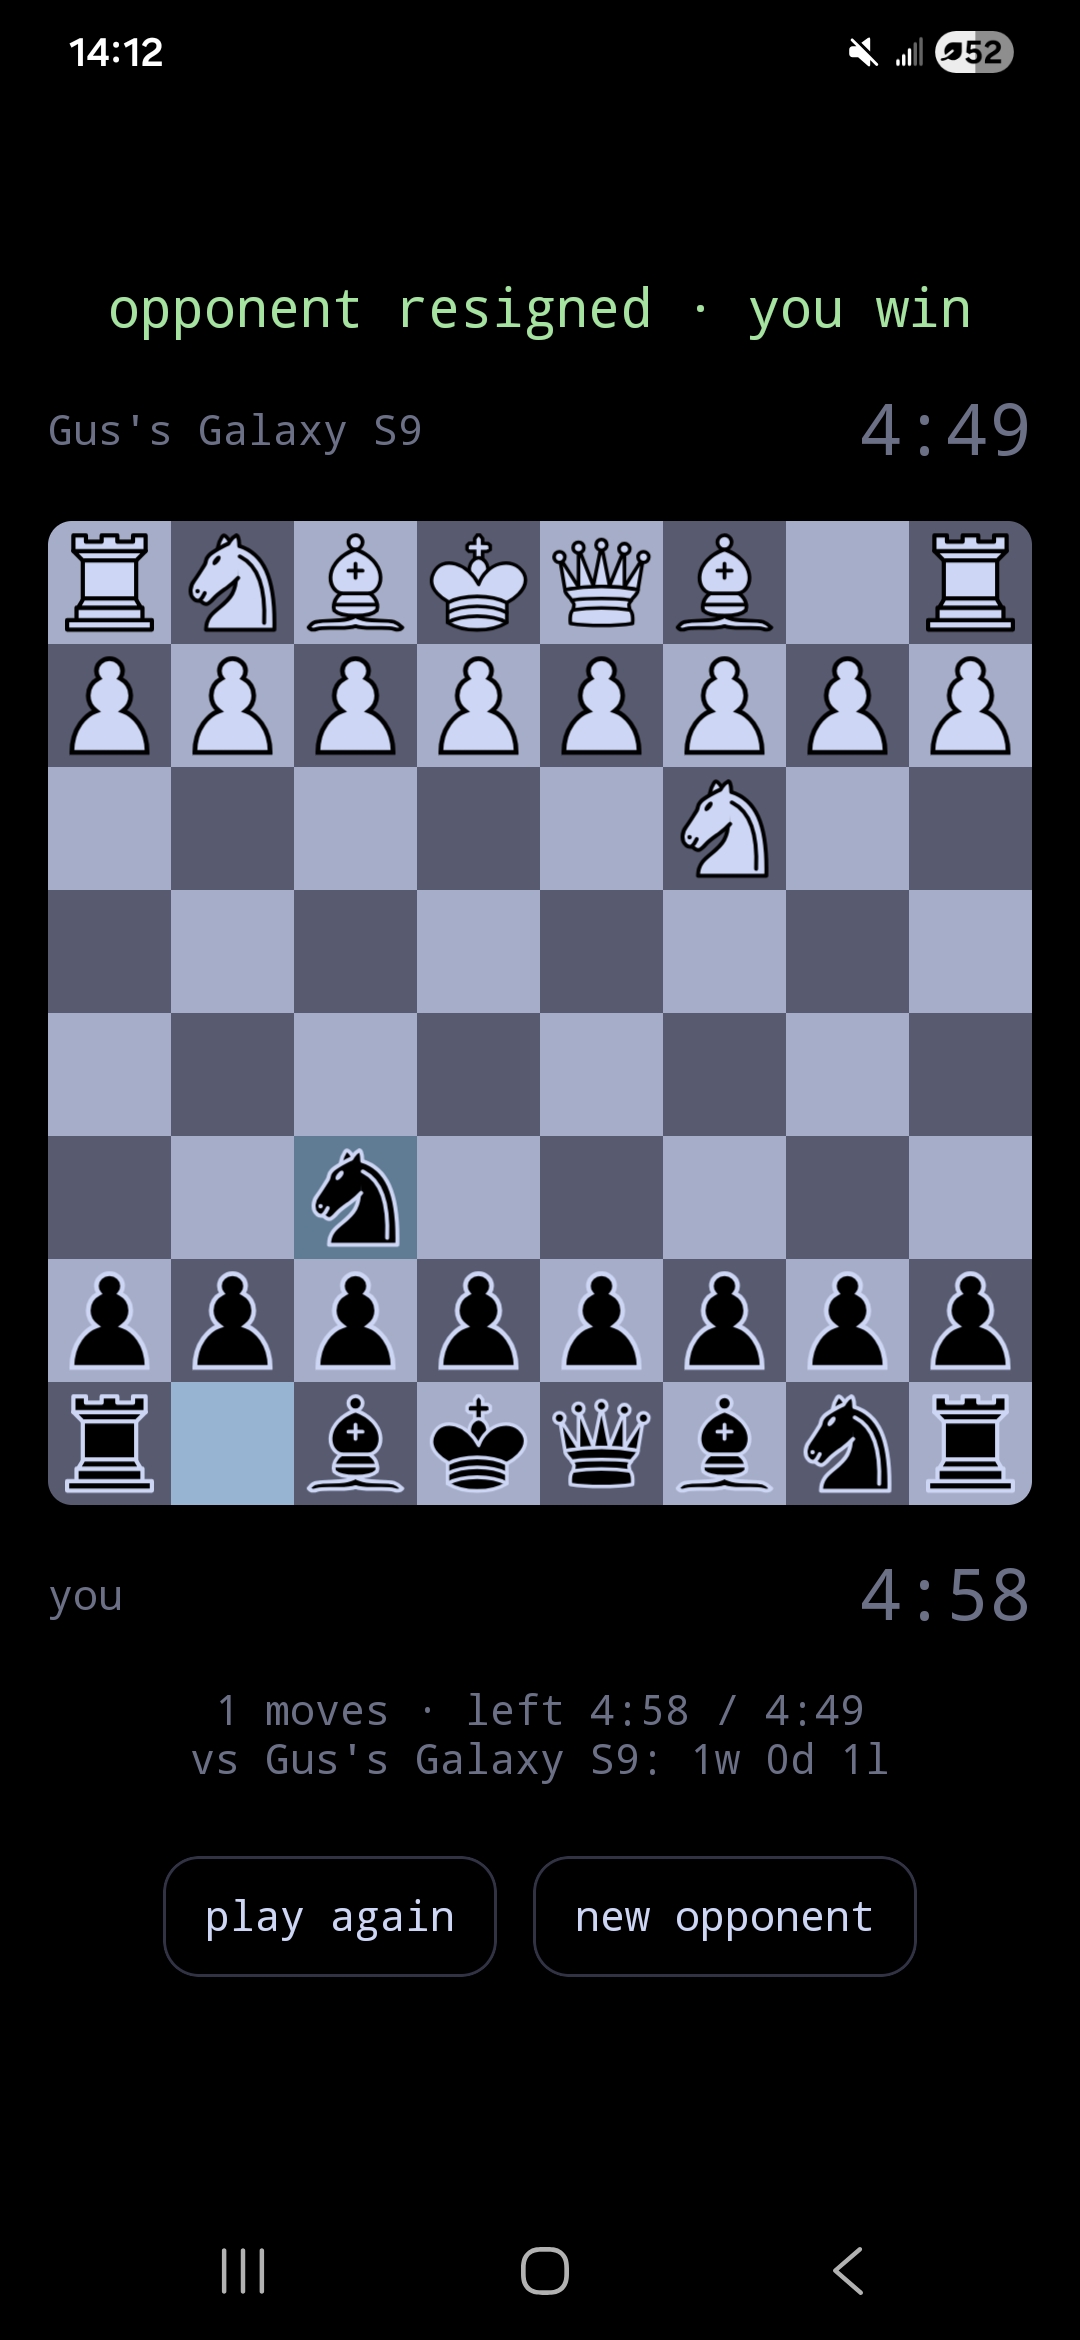 14:12
52
opponent resigned · you win
Gus's Galaxy S9
4:49
you
4:58
1 moves · left 4:58 / 4:49
vs Gus's Galaxy S9: 1w 0d 1l
play again
new opponent